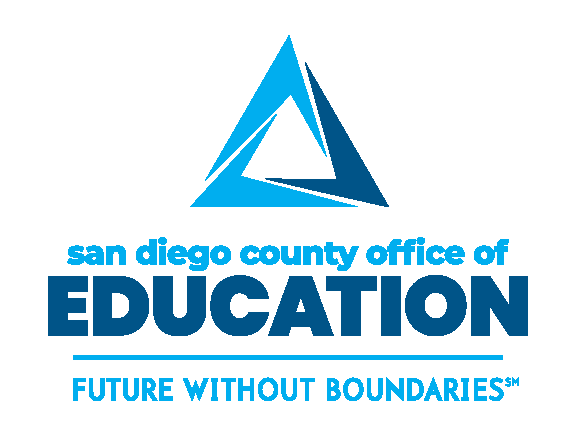 san diego county office of
EDUCATION
FUTURE WITHOUT BOUNDARIES℠